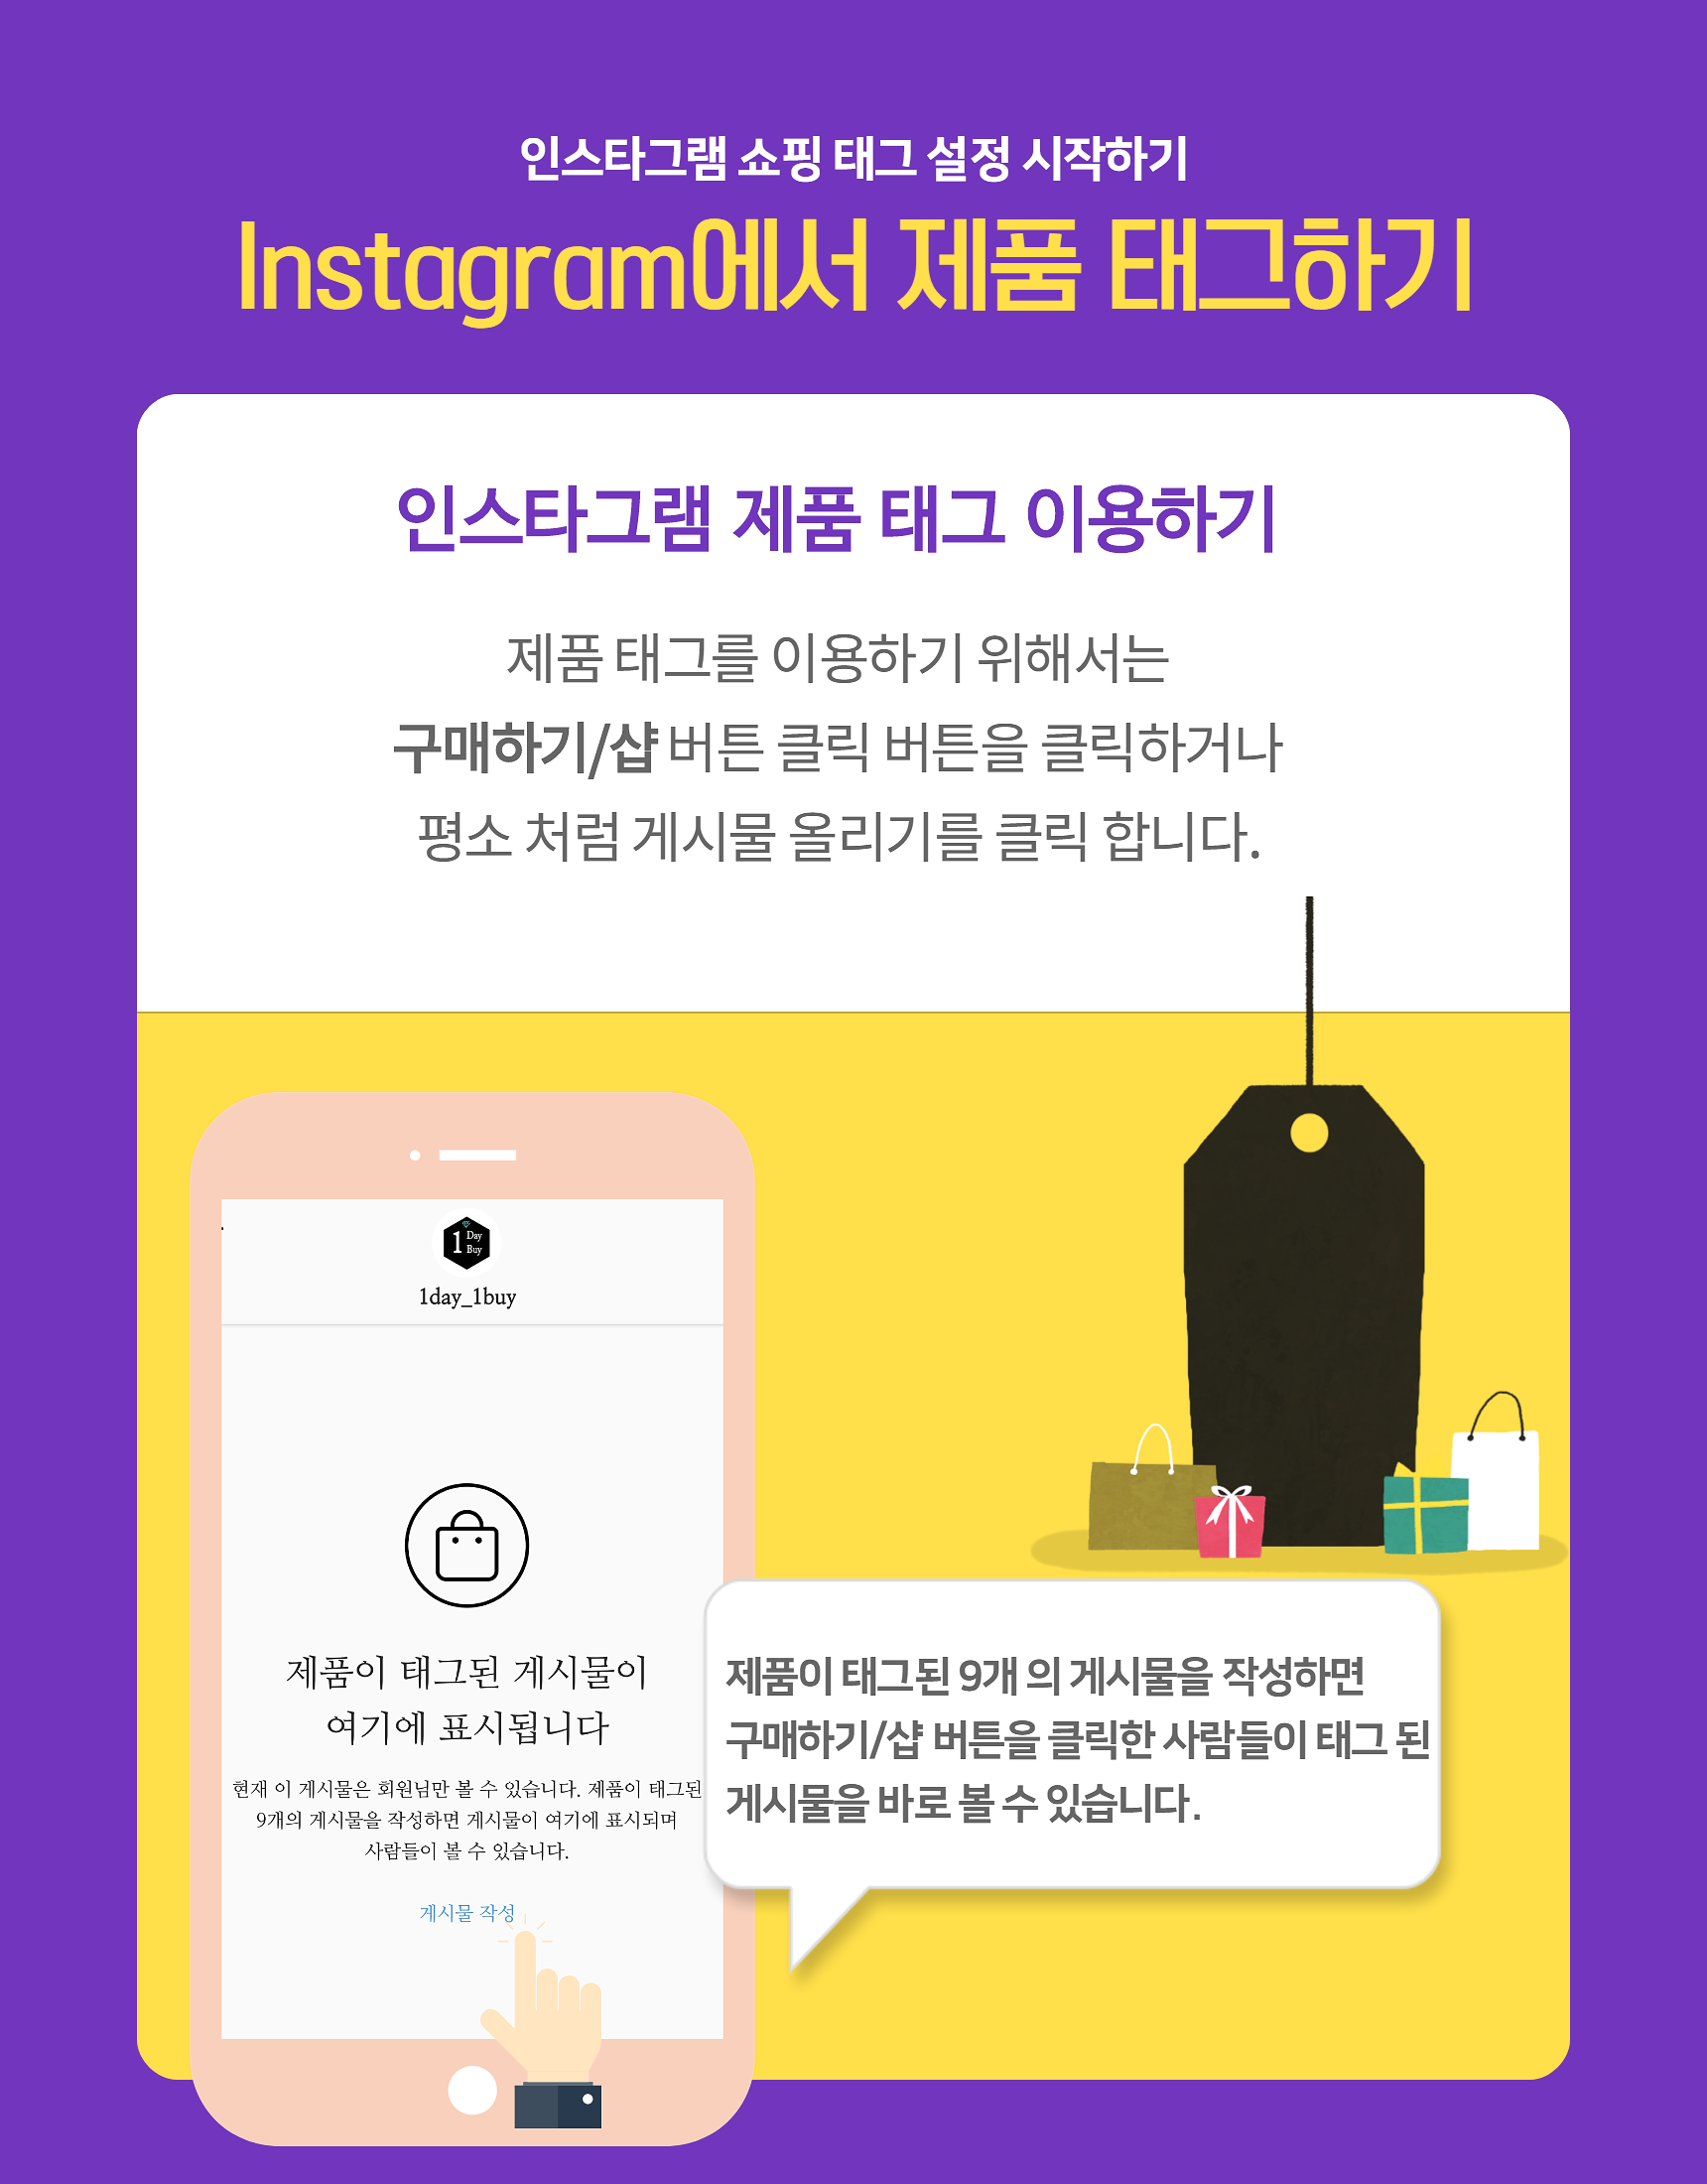 인스타그램 쇼핑 태그 설정 시작하기
Instagram에서 제품 태그하기
인스타그램 제품 태그 이용하기
제품 태그를 이용하기 위해서는
구매하기/샵 버튼 클릭 버튼을 클릭하거나
평소 처럼 게시물 올리기를 클릭 합니다.
1 Day
Buy
1day_1buy
제품이 태그된 게시물이
여기에 표시됩니다
현재 이 게시물은 회원님만 볼 수 있습니다. 제품이 태그된
9개의 게시물을 작성하면 게시물이 여기에 표시되며
사람들이 볼 수 있습니다.
게시물 작성
제품이 태그된 9개 의 게시물을 작성하면
구매하기/샵 버튼을 클릭한 사람들이 태그 된
게시물을 바로 볼 수 있습니다.